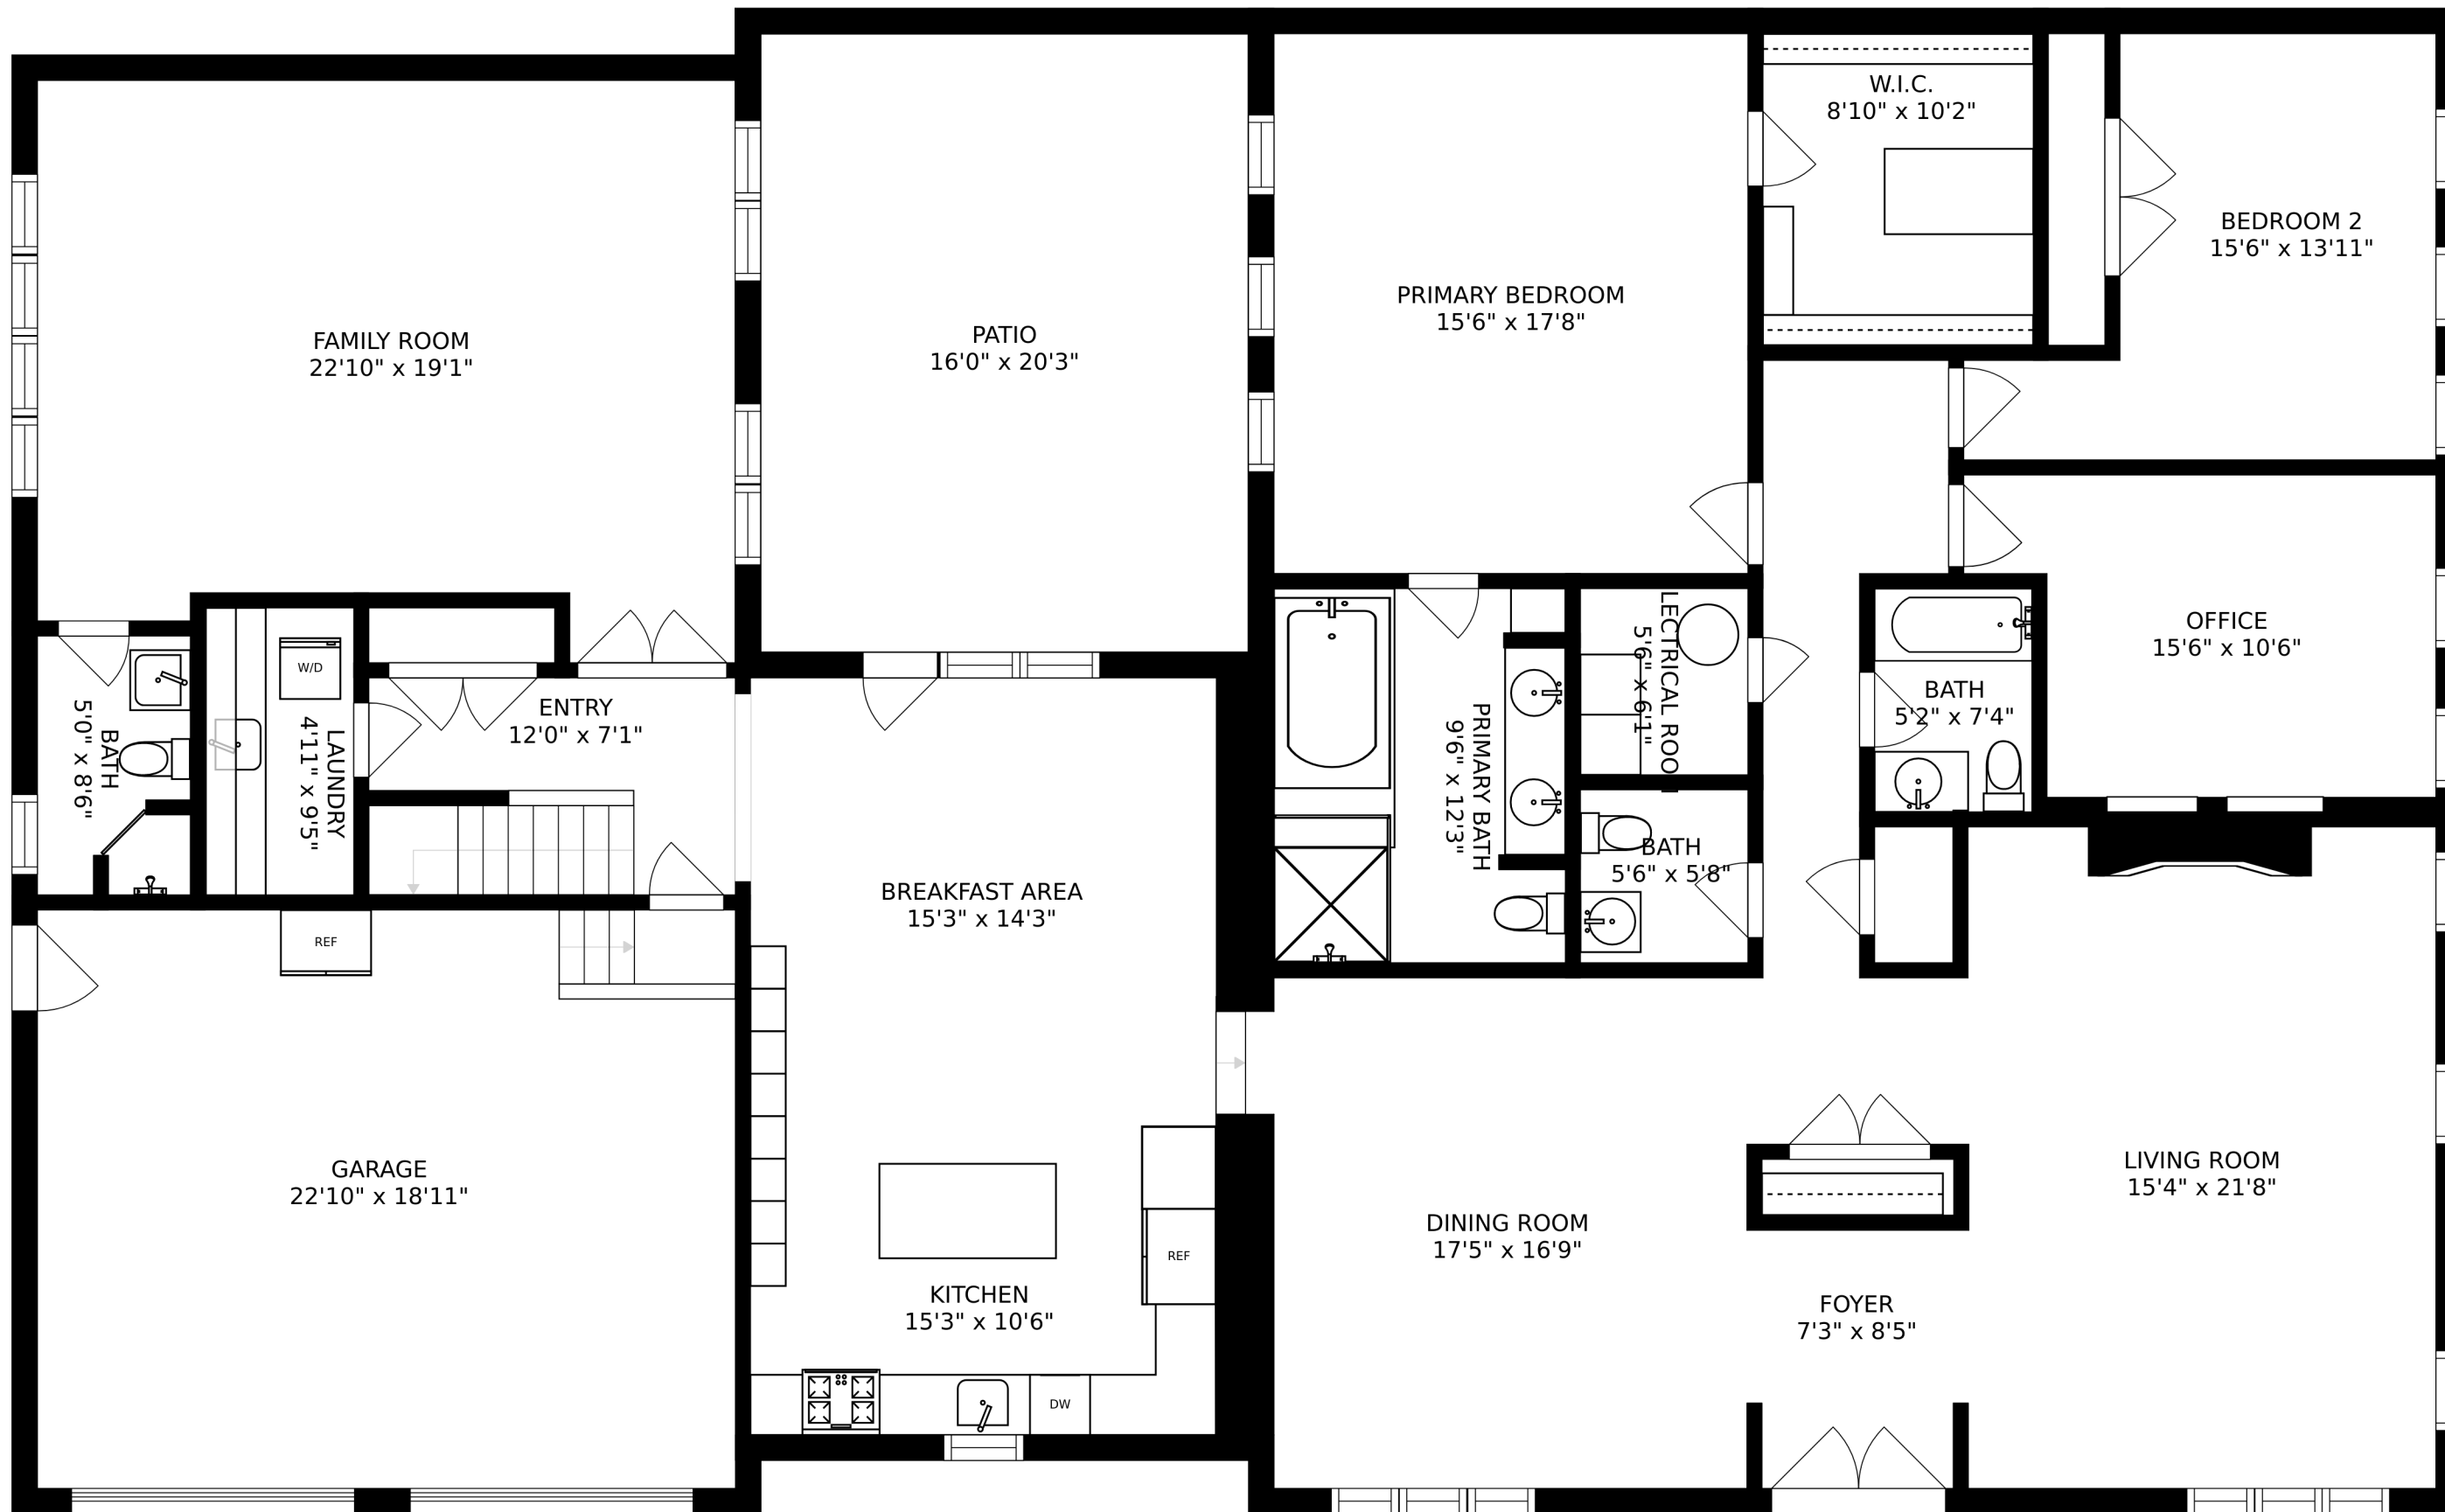 W.I.C.
8'10" x 10'2"
BEDROOM 2
15'6" x 13'11"
PRIMARY BEDROOM
15'6" x 17'8"
FAMILY ROOM
22'10" x 19'1"
PATIO
16'0" x 20'3"
OFFICE
15'6" x 10'6"
W/D
LECTRICAL ROO
5'6" x 6'1"
BATH
5'2" x 7'4"
ENTRY
12'0" x 7'1"
BATH
5'0" x 8'6"
LAUNDRY
4'11" x 9'5"
PRIMARY BATH
9'6" x 12'3"
BATH
5'6" x 5'8"
BREAKFAST AREA
15'3" x 14'3"
REF
GARAGE
22'10" x 18'11"
LIVING ROOM
15'4" x 21'8"
DINING ROOM
17'5" x 16'9"
REF
KITCHEN
15'3" x 10'6"
FOYER
7'3" x 8'5"
DW